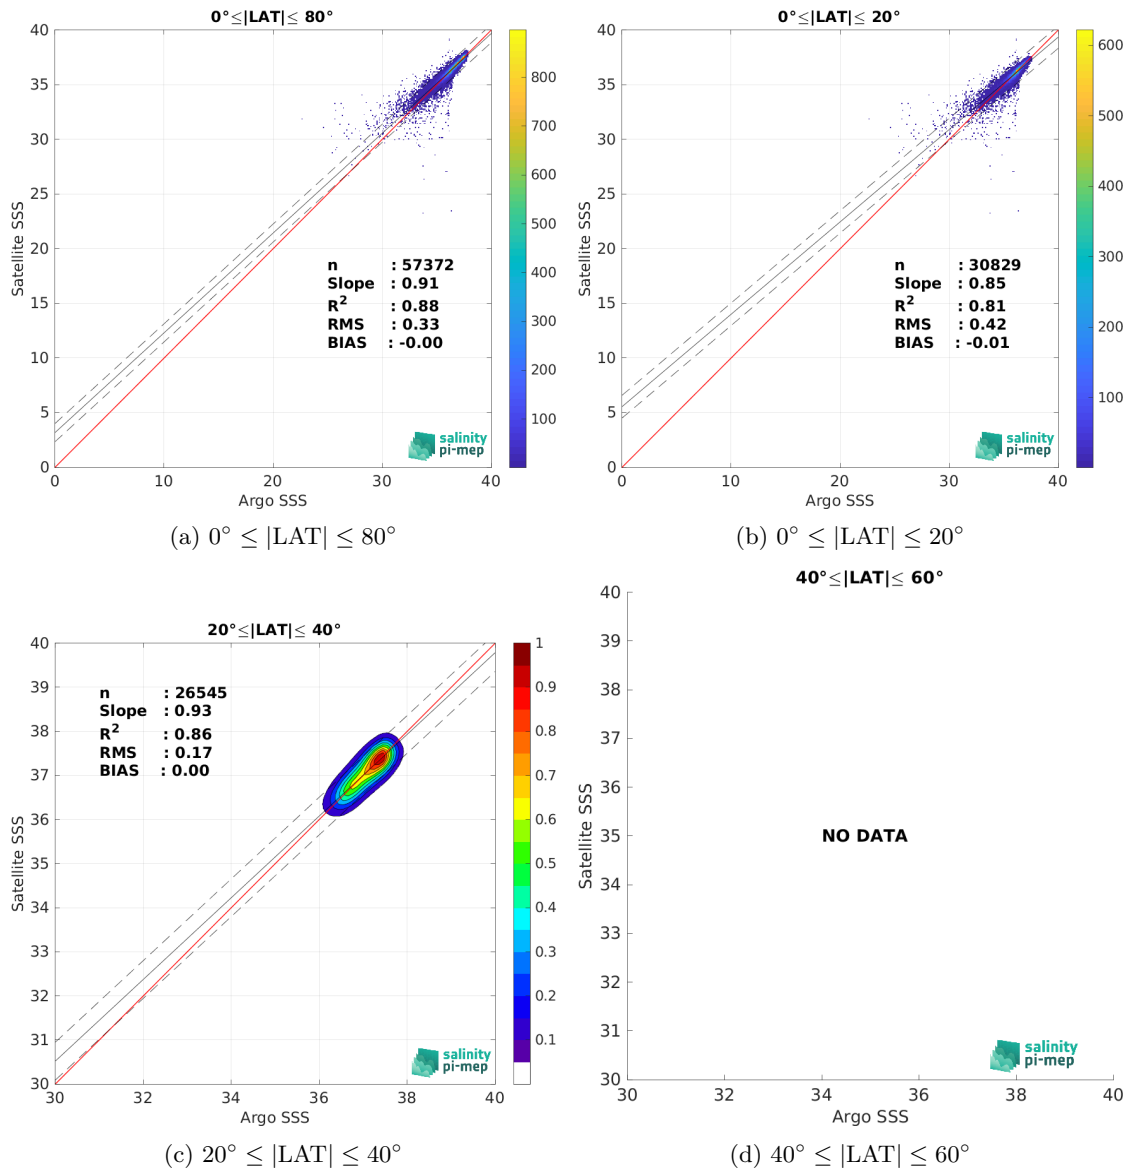 0°≤|LAT|≤ 80°
40
35
30
25
20
15
10
5
0
0
10
20
30
40
Satellite SSS
Argo SSS
n : 57372
Slope : 0.91
R² : 0.88
RMS : 0.33
BIAS : -0.00
salinity
pi-mep
800
700
600
500
400
300
200
100
(a) 0° ≤ |LAT| ≤ 80°
0°≤|LAT|≤ 20°
40
35
30
25
20
15
10
5
0
0
10
20
30
40
Satellite SSS
Argo SSS
n : 30829
Slope : 0.85
R² : 0.81
RMS : 0.42
BIAS : -0.01
salinity
pi-mep
600
500
400
300
200
100
(b) 0° ≤ |LAT| ≤ 20°
20°≤|LAT|≤ 40°
40
39
38
37
36
35
34
33
32
31
30
30
32
34
36
38
40
Satellite SSS
Argo SSS
n : 26545
Slope : 0.93
R² : 0.86
RMS : 0.17
BIAS : 0.00
salinity
pi-mep
1
0.9
0.8
0.7
0.6
0.5
0.4
0.3
0.2
0.1
(c) 20° ≤ |LAT| ≤ 40°
40°≤|LAT|≤ 60°
40
39
38
37
36
35
34
33
32
31
30
30
32
34
36
38
40
Satellite SSS
Argo SSS
NO DATA
salinity
pi-mep
(d) 40° ≤ |LAT| ≤ 60°